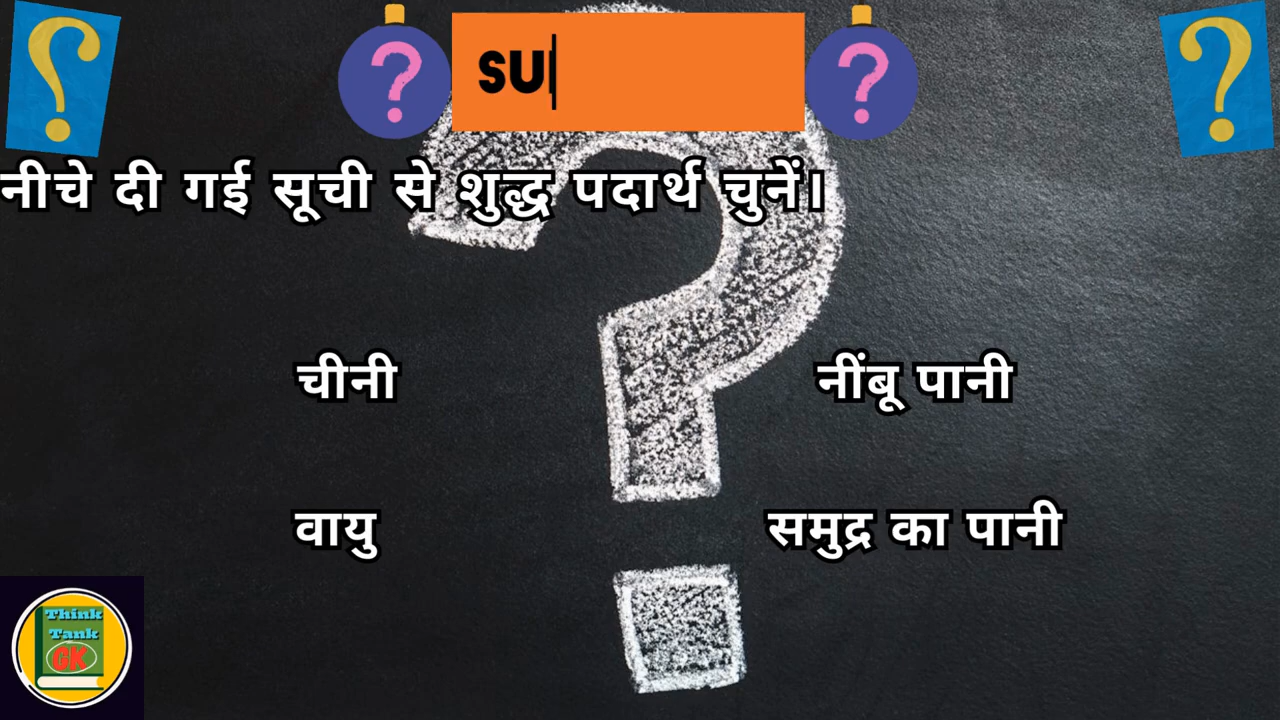 SU
नीचे दी गई सूची से शुद्ध पदार्थ चुनें।
चीनी
नींबू पानी
वायु
समुद्र का पानी
Think
Tank
GK